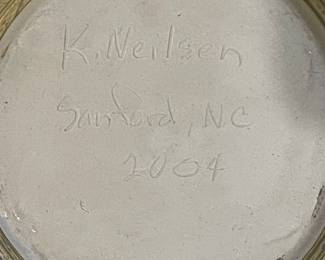 K. Neilsen
Sanford, NC
2004